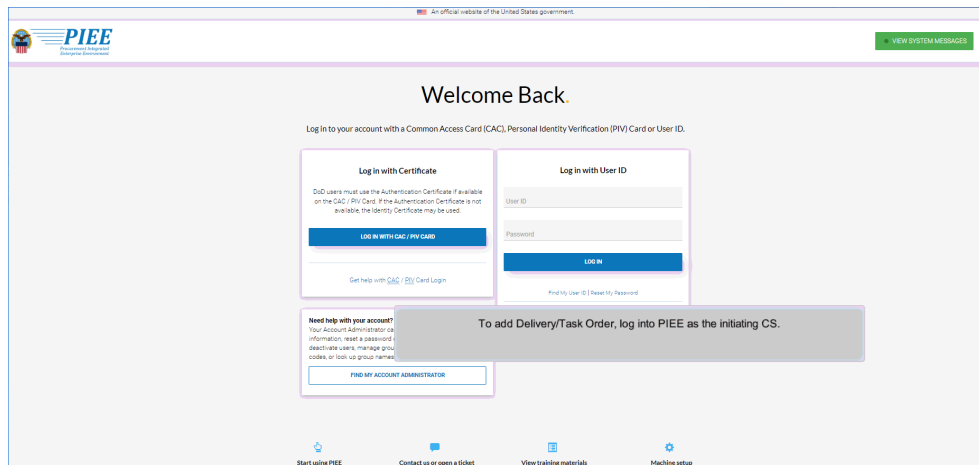 An official website of the United States government.
PIEE
Procurement Integrated
Enterprise Environment
VIEW SYSTEM MESSAGES
Welcome Back.
Log in to your account with a Common Access Card (CAC), Personal Identity Verification (PIV) Card or User ID.
Log in with Certificate
DoD users must use the Authentication Certificate if available
on the CAC / PIV Card. If the Authentication Certificate is not
available, the Identity Certificate may be used.
LOG IN WITH CAC / PIV CARD
Get help with CAC / PIV Card Login
Log in with User ID
User ID
Password
LOG IN
Find My User ID | Reset My Password
Need help with your account?
Your Account Administrator ca
information, reset a password
deactivate users, manage grou
codes, or look up group names
FIND MY ACCOUNT ADMINISTRATOR
To add Delivery/Task Order, log into PIEE as the initiating CS.
Start using PIEE
Contact us or open a ticket
View training materials
Machine setup